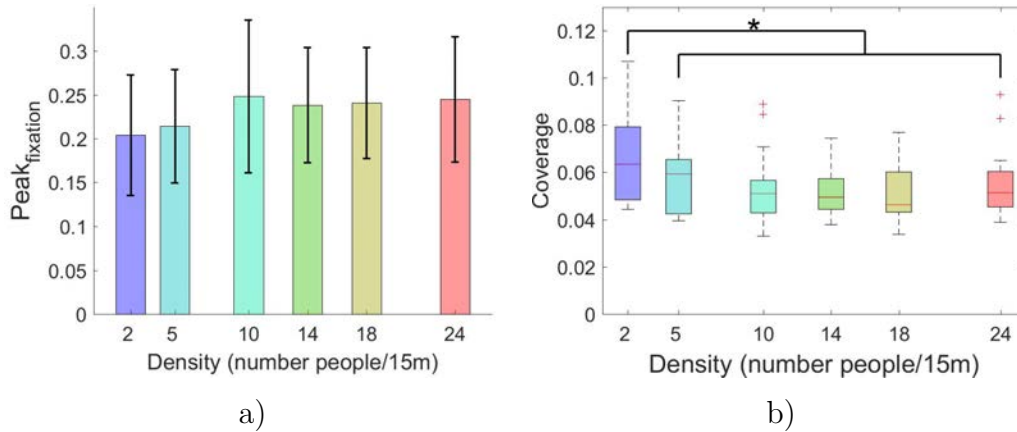 0.3
0.25
0.2
0.15
0.1
0.05
0
Peak_fixation
2 5 10 14 18 24
Density (number people/15m)
a)
0.12
0.1
0.08
0.06
0.04
0.02
0
Coverage
*
2 5 10 14 18 24
Density (number people/15m)
b)